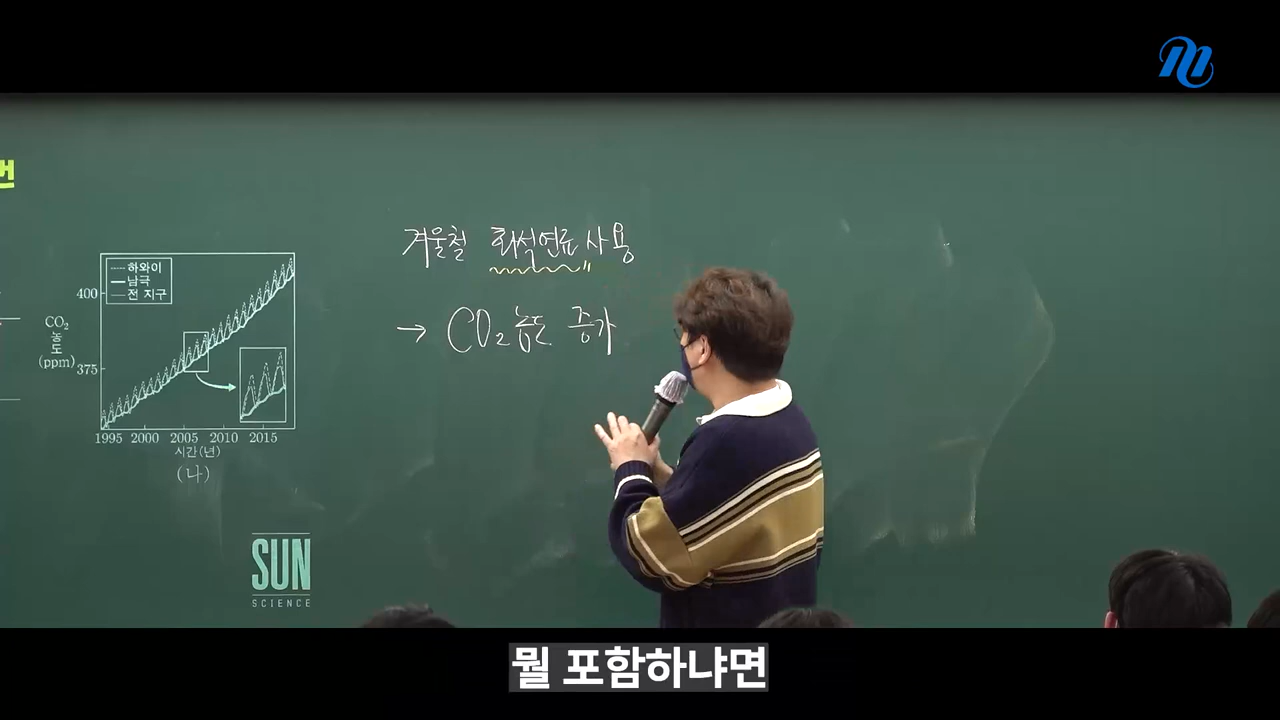 번
겨울철 화석연료 사용
→ CO₂ 농도 증가
하와이
남극
전 지구
400
375
CO₂
농
도
(ppm)
1995 2000 2005 2010 2015
시간(년)
(나)
SUN
SCIENCE
뭘 포함하냐면